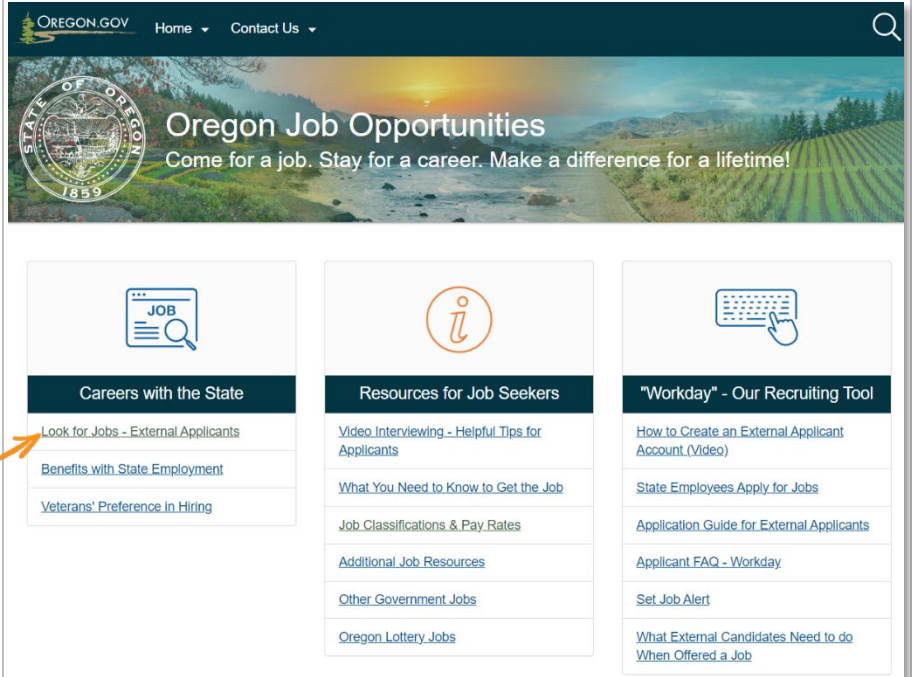 OREGON.GOV
Home
Contact Us
STATE OF OREGON
1859
Oregon Job Opportunities
Come for a job. Stay for a career. Make a difference for a lifetime!
JOB
Careers with the State
Look for Jobs - External Applicants
Benefits with State Employment
Veterans' Preference in Hiring
i
Resources for Job Seekers
Video Interviewing - Helpful Tips for
Applicants
What You Need to Know to Get the Job
Job Classifications & Pay Rates
Additional Job Resources
Other Government Jobs
Oregon Lottery Jobs
"Workday" - Our Recruiting Tool
How to Create an External Applicant
Account (Video)
State Employees Apply for Jobs
Application Guide for External Applicants
Applicant FAQ - Workday
Set Job Alert
What External Candidates Need to do
When Offered a Job